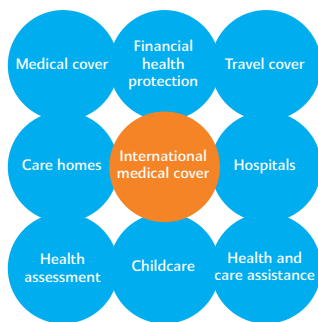 Medical cover
Financial
health
protection
Travel cover
Care homes
International
medical cover
Hospitals
Health
assessment
Childcare
Health and
care assistance